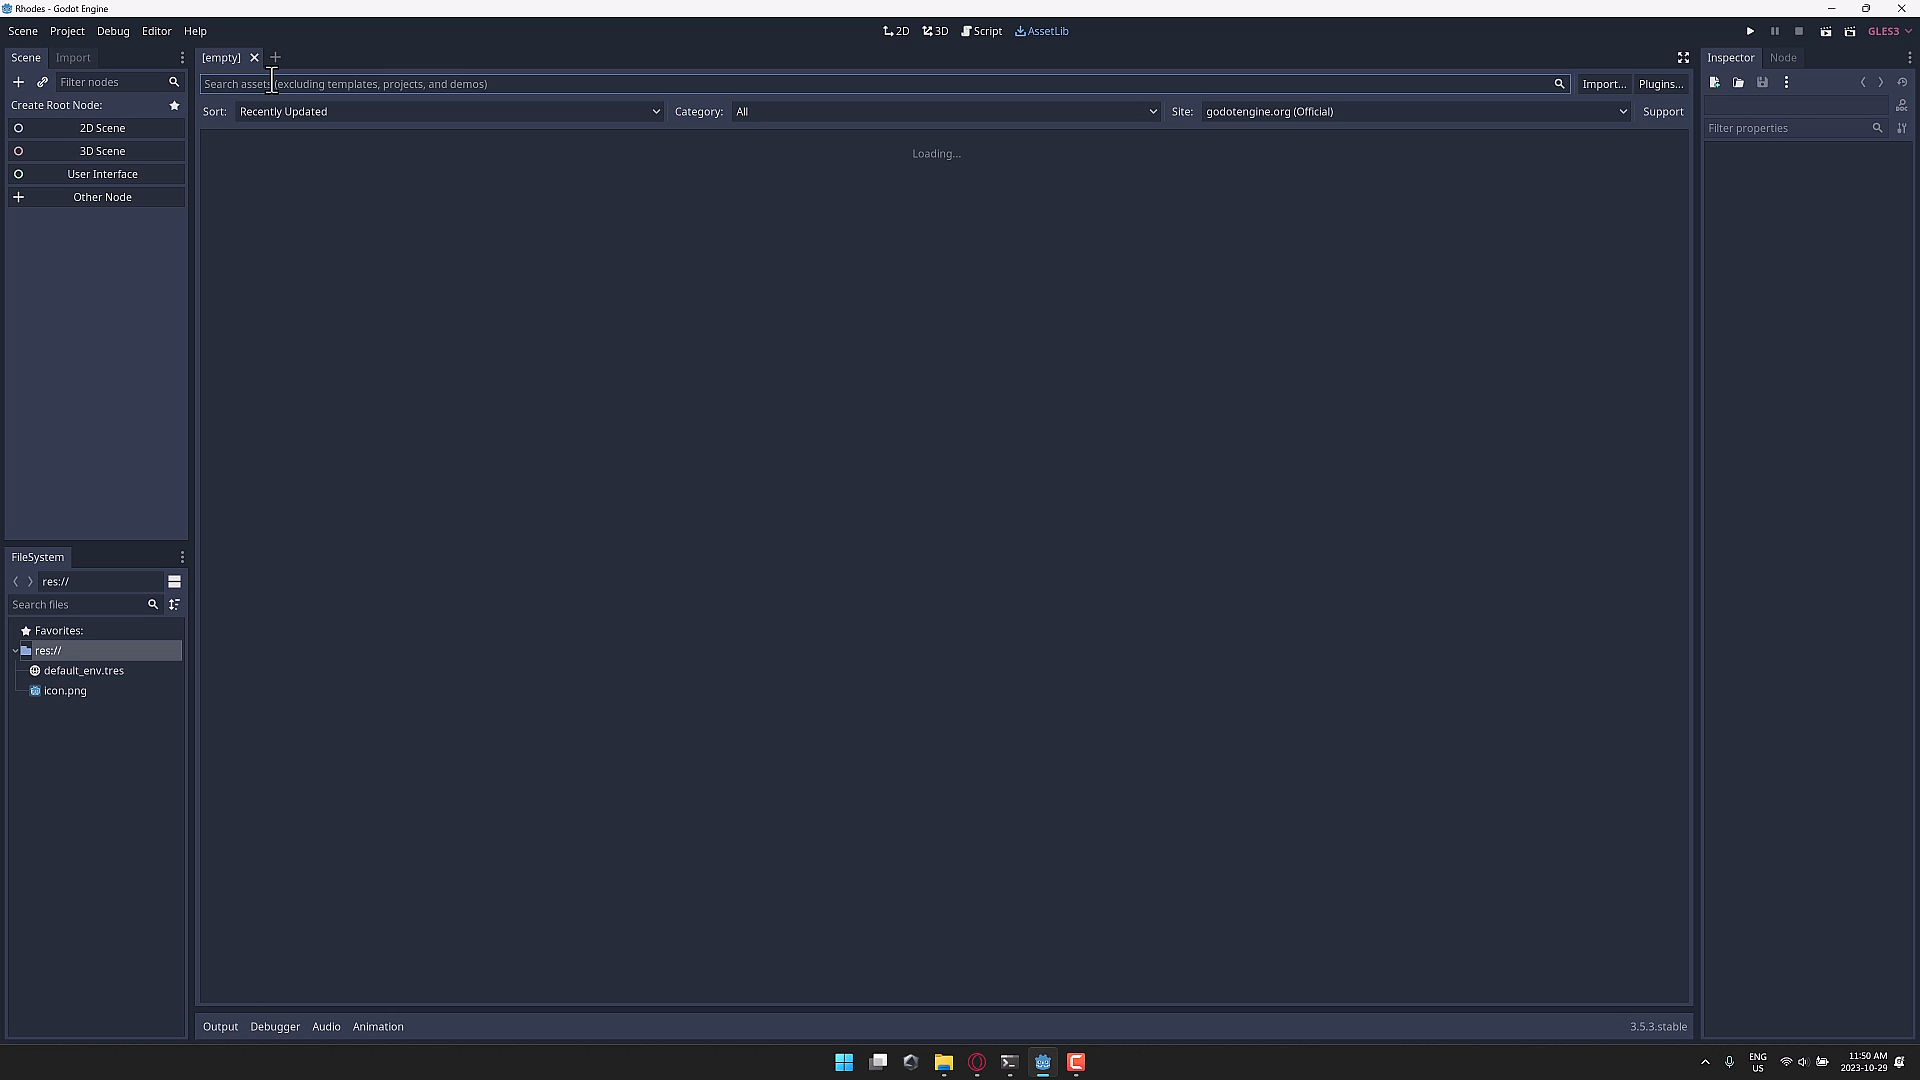 Rhodes - Godot Engine
Scene Project Debug Editor Help
2D 3D Script AssetLib
GLES3
Scene Import
Filter nodes
Create Root Node:
2D Scene
3D Scene
User Interface
Other Node
FileSystem
res://
Search files
Favorites:
res://
default_env.tres
icon.png
[empty]
Search assets (excluding templates, projects, and demos)
Import... Plugins...
Sort: Recently Updated Category: All Site: godotengine.org (Official) Support
Loading...
Output Debugger Audio Animation
3.5.3.stable
Inspector Node
DOC
Filter properties
ENG
US
11:50 AM
2023-10-29